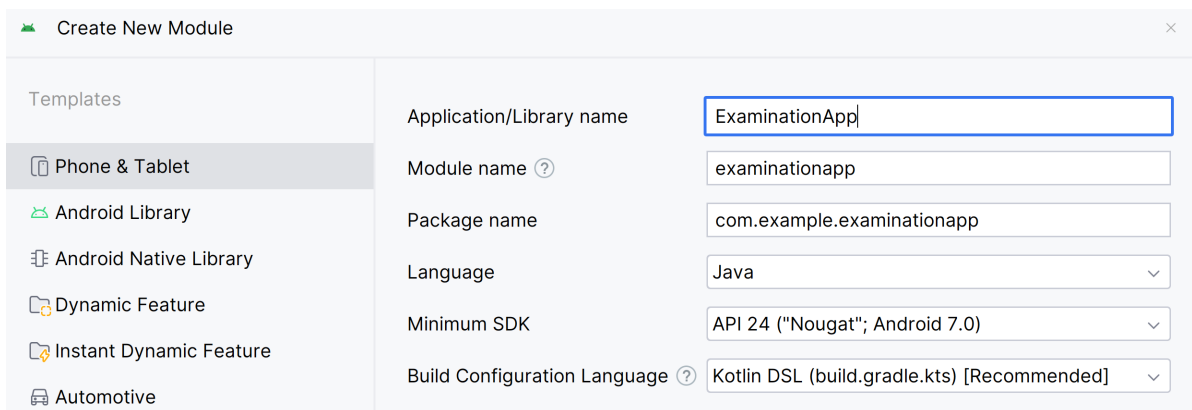 Create New Module
Templates
Phone & Tablet
Android Library
Android Native Library
Dynamic Feature
Instant Dynamic Feature
Automotive
Application/Library name ExaminationApp
Module name ? examinationapp
Package name com.example.examinationapp
Language Java
Minimum SDK API 24 ("Nougat"; Android 7.0)
Build Configuration Language ? Kotlin DSL (build.gradle.kts) [Recommended]